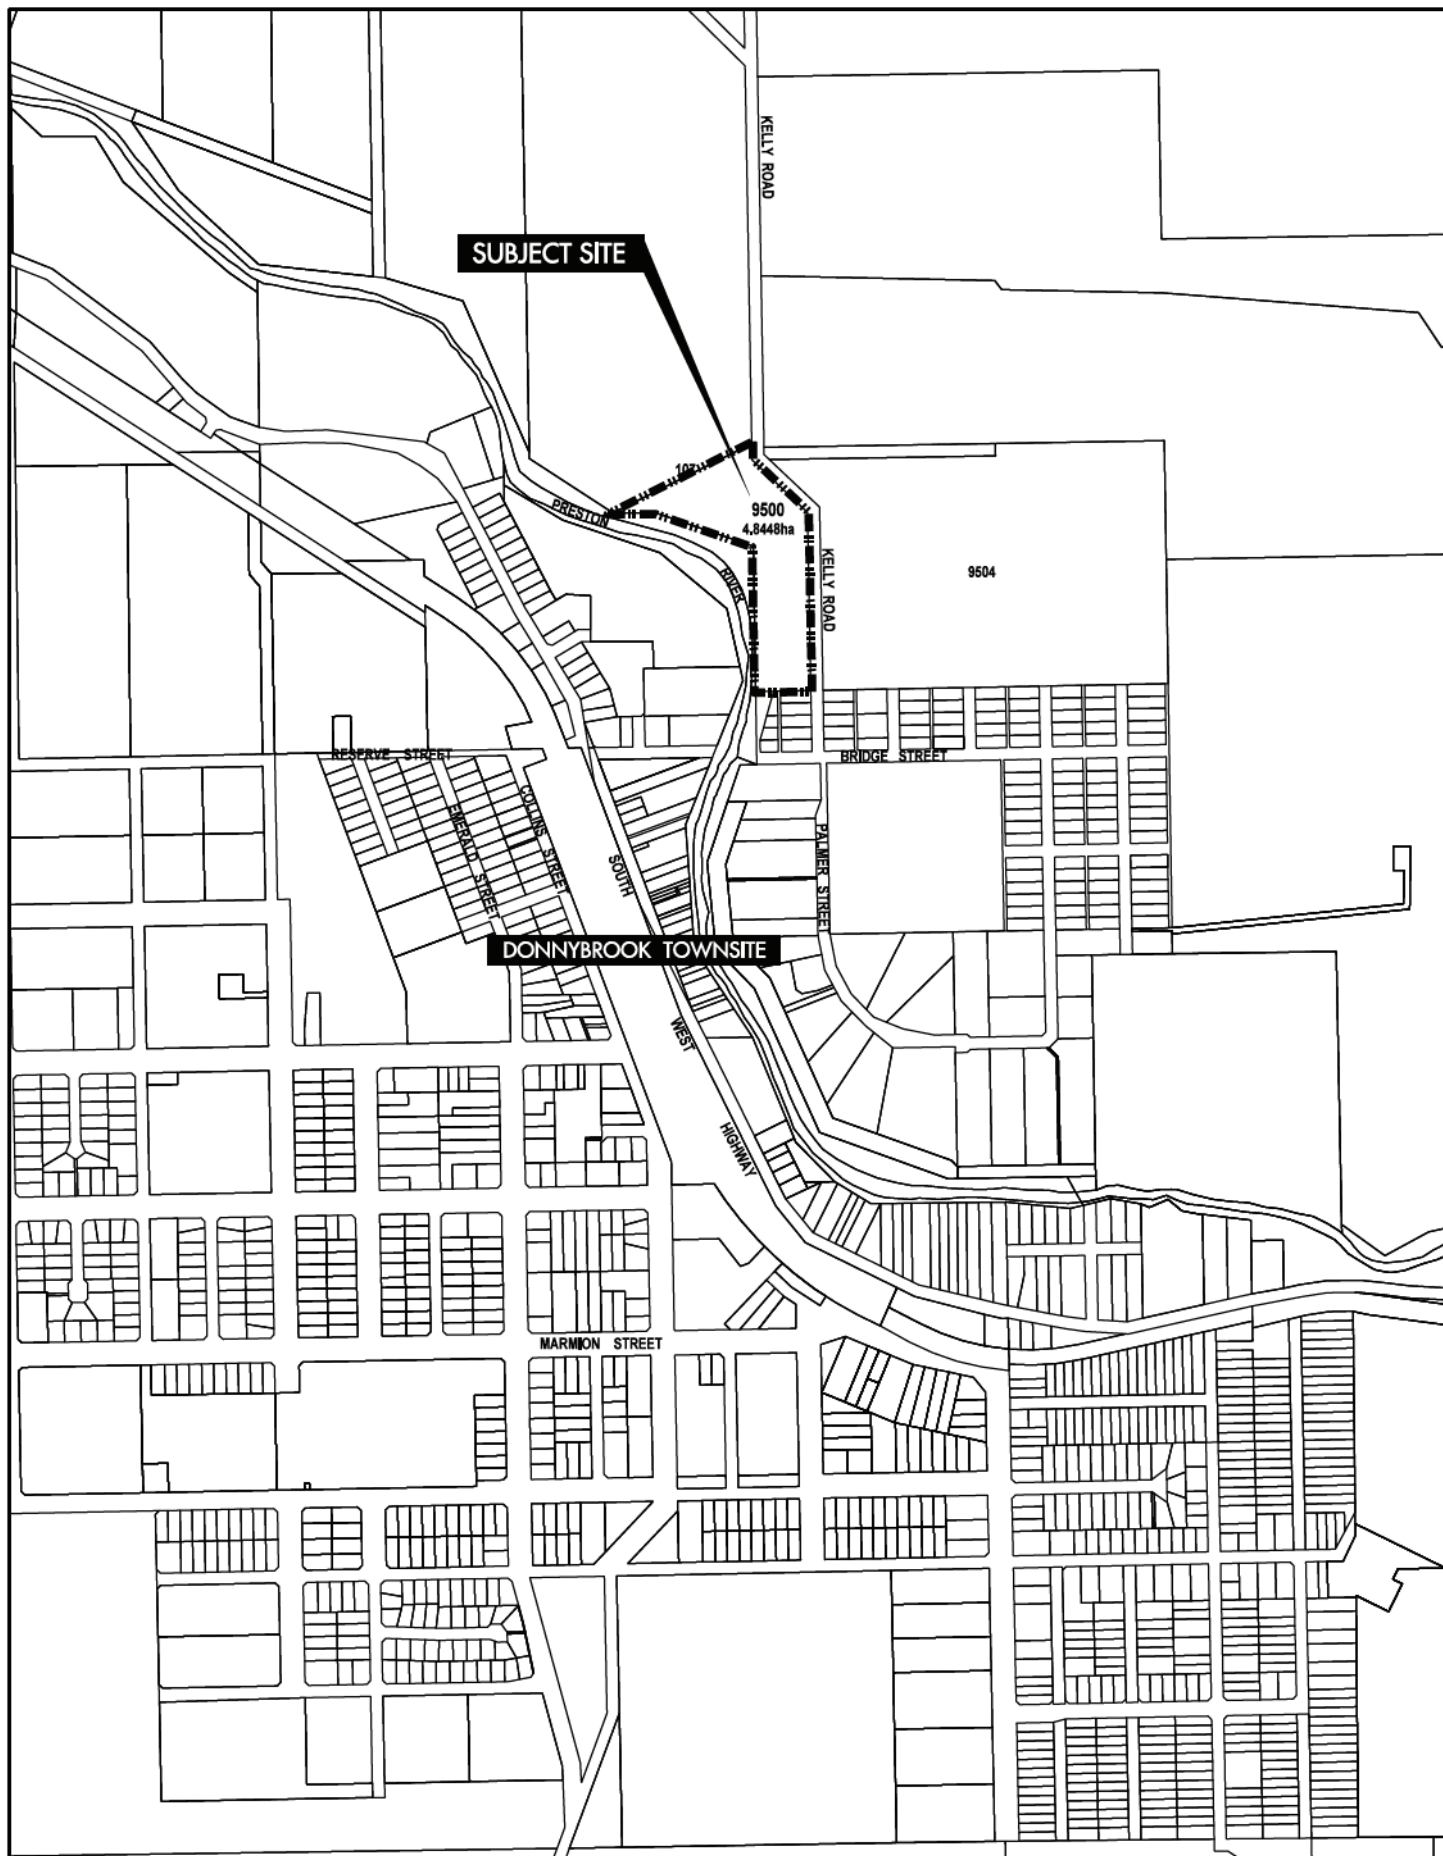 KELLY ROAD
SUBJECT SITE
107
PRESTON
9500
4.8448ha
RIVER
KELLY ROAD
9504
RESERVE STREET
BRIDGE STREET
EMERALD STREET
COLLINS STREET
SOUTH
PALMER STREET
DONNYBROOK TOWNSITE
WEST
HIGHWAY
MARMION STREET